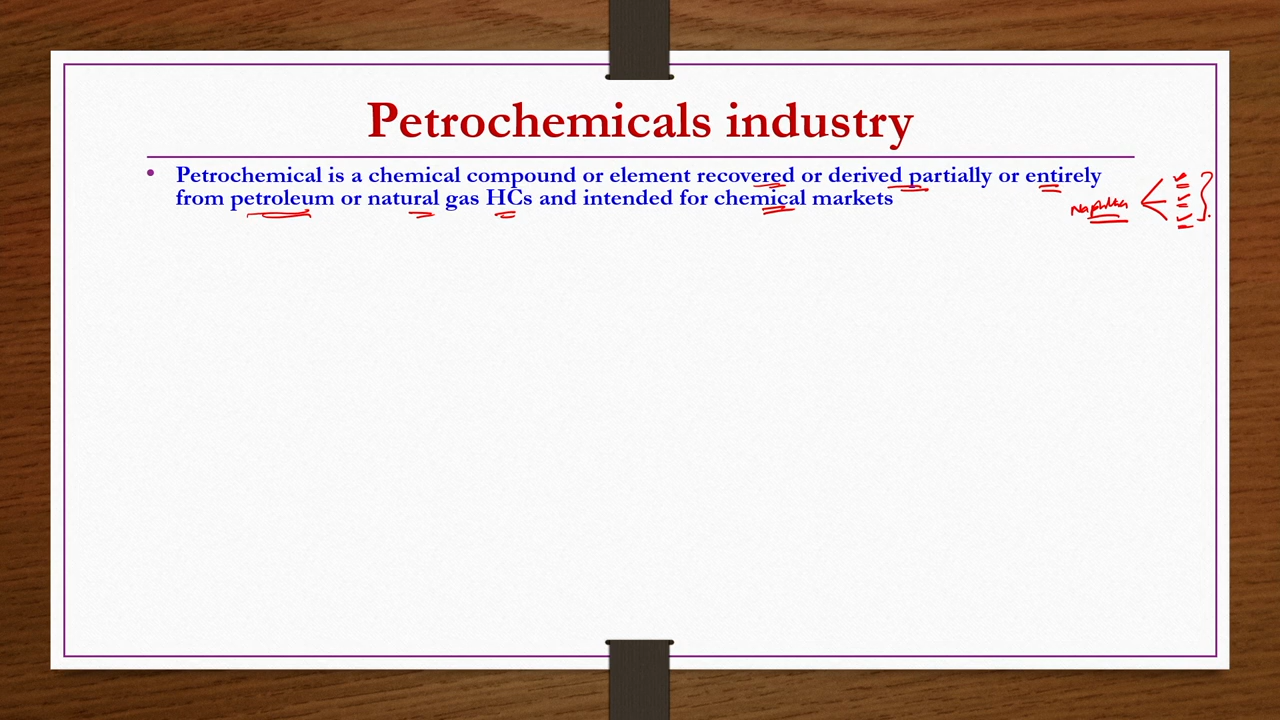 Petrochemicals industry
• Petrochemical is a chemical compound or element recovered or derived partially or entirely
from petroleum or natural gas HCs and intended for chemical markets
Naphtha